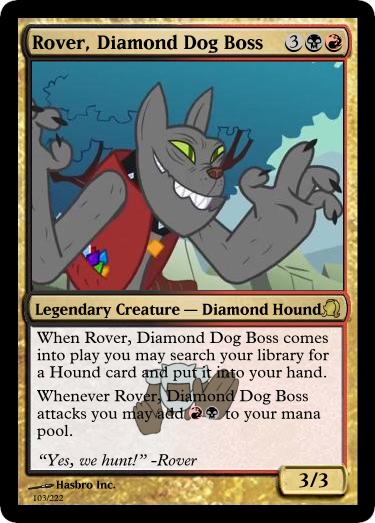 Rover, Diamond Dog Boss 3
Legendary Creature — Diamond Hound
When Rover, Diamond Dog Boss comes
into play you may search your library for
a Hound card and put it into your hand.
Whenever Rover, Diamond Dog Boss
attacks you may add to your mana
pool.
“Yes, we hunt!” -Rover
3/3
Hasbro Inc.
103/222